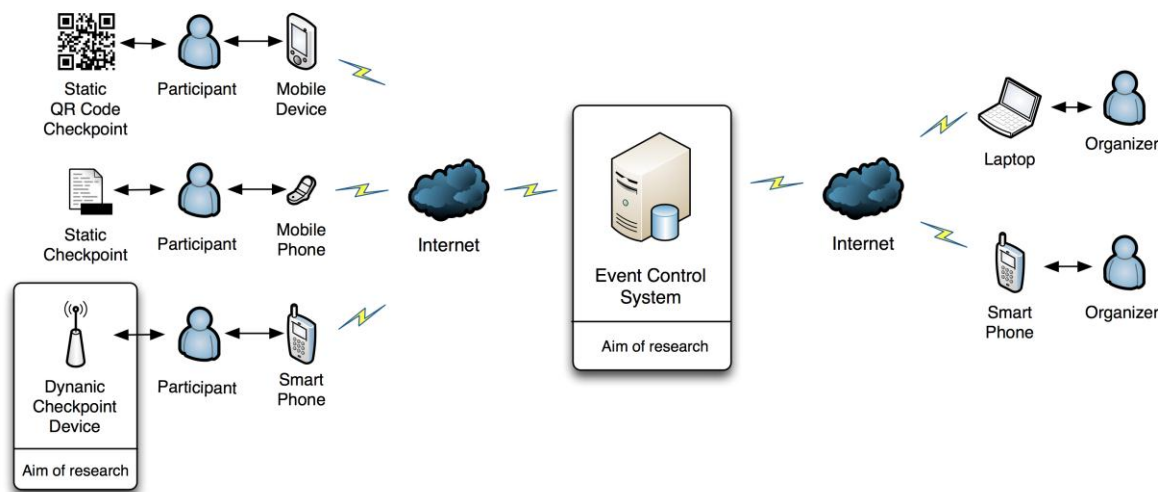 Static
QR Code
Checkpoint
Participant
Mobile
Device
Static
Checkpoint
Participant
Mobile
Phone
Dynanic
Checkpoint
Device
Aim of research
Participant
Smart
Phone
Internet
Event Control
System
Aim of research
Internet
Laptop
Organizer
Smart
Phone
Organizer